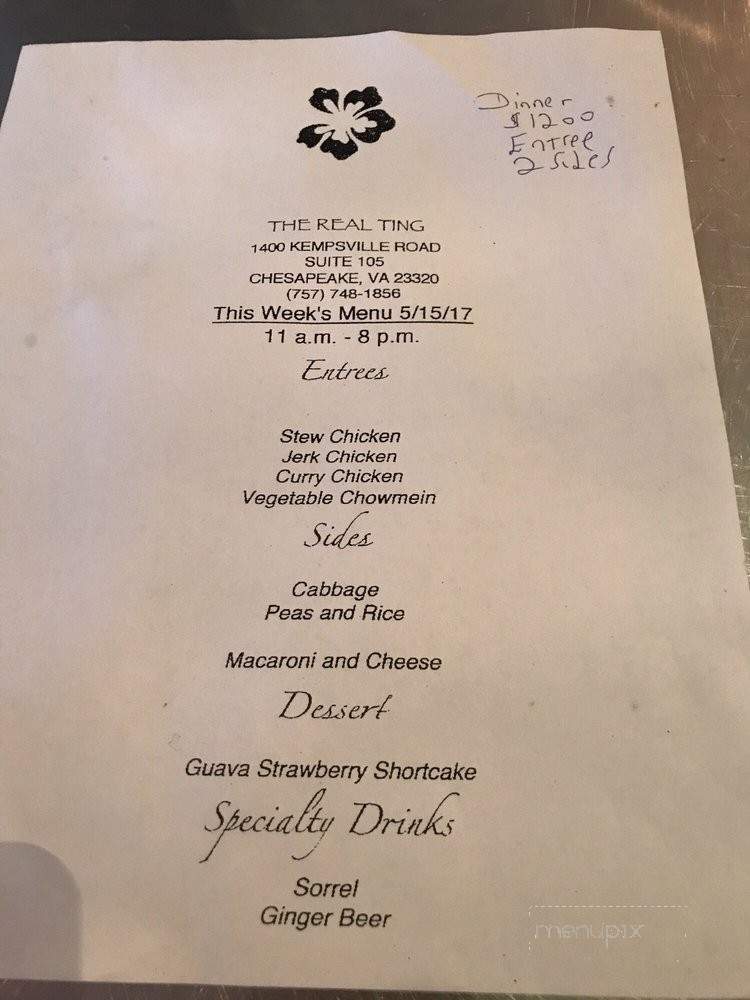 Dinner
$1200
Entree
2 Sides
THE REAL TING
1400 KEMPSVILLE ROAD
SUITE 105
CHESAPEAKE, VA 23320
(757) 748-1856
This Week's Menu 5/15/17
11 a.m. - 8 p.m.
Entrees
Stew Chicken
Jerk Chicken
Curry Chicken
Vegetable Chowmein
Sides
Cabbage
Peas and Rice
Macaroni and Cheese
Dessert
Guava Strawberry Shortcake
Specialty Drinks
Sorrel
Ginger Beer
menupix